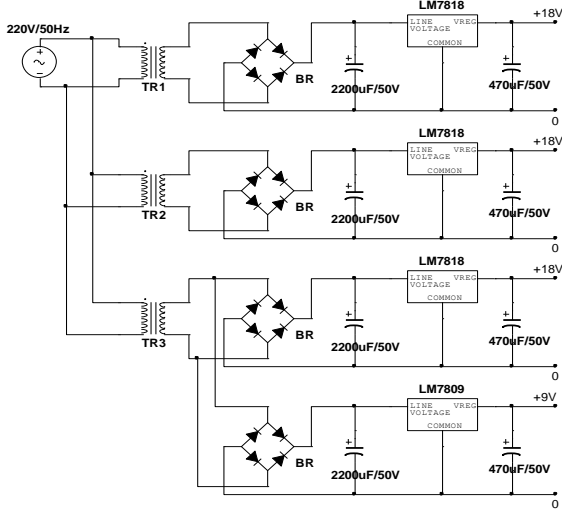 LM7818
220V/50Hz
LINE VREG
VOLTAGE
COMMON
+18V
+
~
−
TR1
BR
+
2200uF/50V
+
470uF/50V
0
LM7818
LINE VREG
VOLTAGE
COMMON
+18V
TR2
BR
+
2200uF/50V
+
470uF/50V
0
LM7818
LINE VREG
VOLTAGE
COMMON
+18V
TR3
BR
+
2200uF/50V
+
470uF/50V
0
LM7809
LINE VREG
VOLTAGE
COMMON
+9V
BR
+
2200uF/50V
+
470uF/50V
0